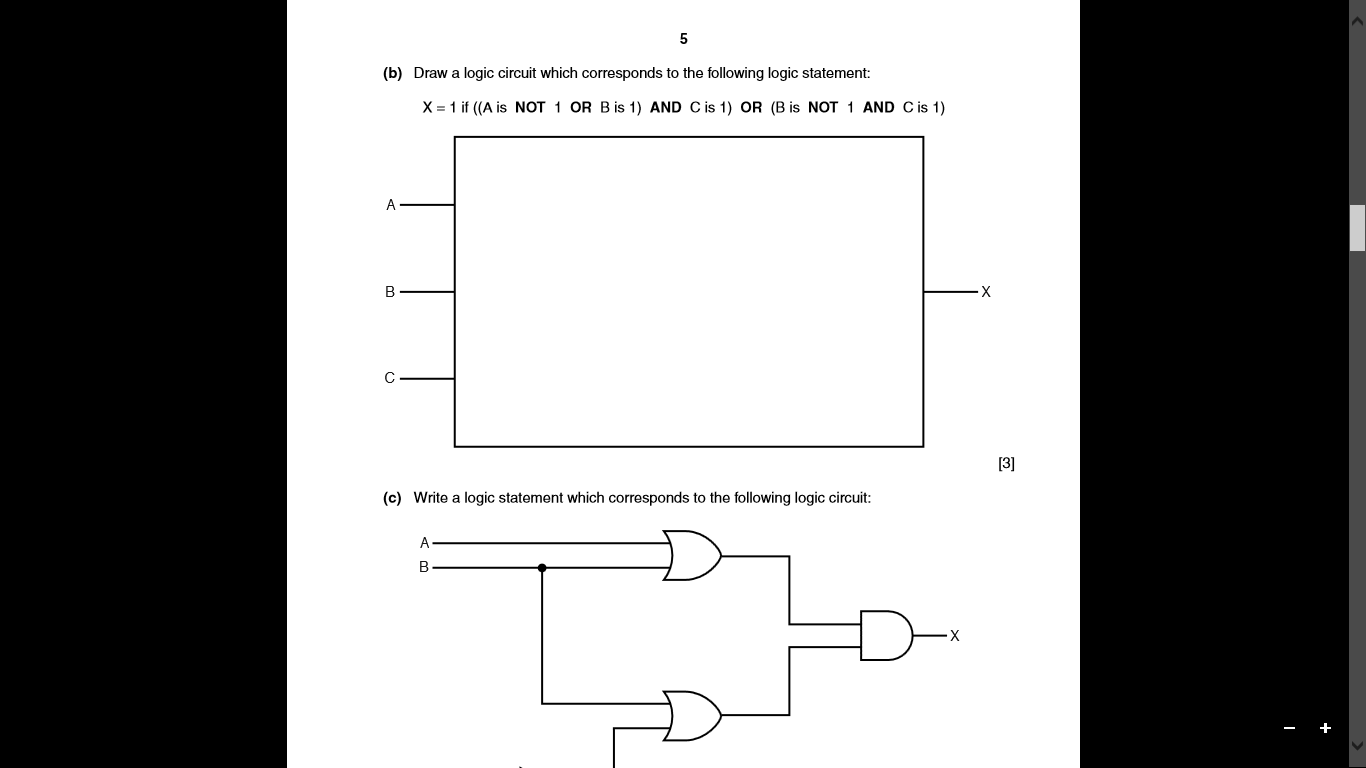 5
(b) Draw a logic circuit which corresponds to the following logic statement:
X = 1 if ((A is NOT 1 OR B is 1) AND C is 1) OR (B is NOT 1 AND C is 1)
A
B
X
C
[3]
(c) Write a logic statement which corresponds to the following logic circuit:
A
B
X